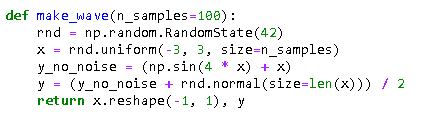 def make_wave(n_samples=100):
    rnd = np.random.RandomState(42)
    x = rnd.uniform(-3, 3, size=n_samples)
    y_no_noise = (np.sin(4 * x) + x)
    y = (y_no_noise + rnd.normal(size=len(x))) / 2
    return x.reshape(-1, 1), y